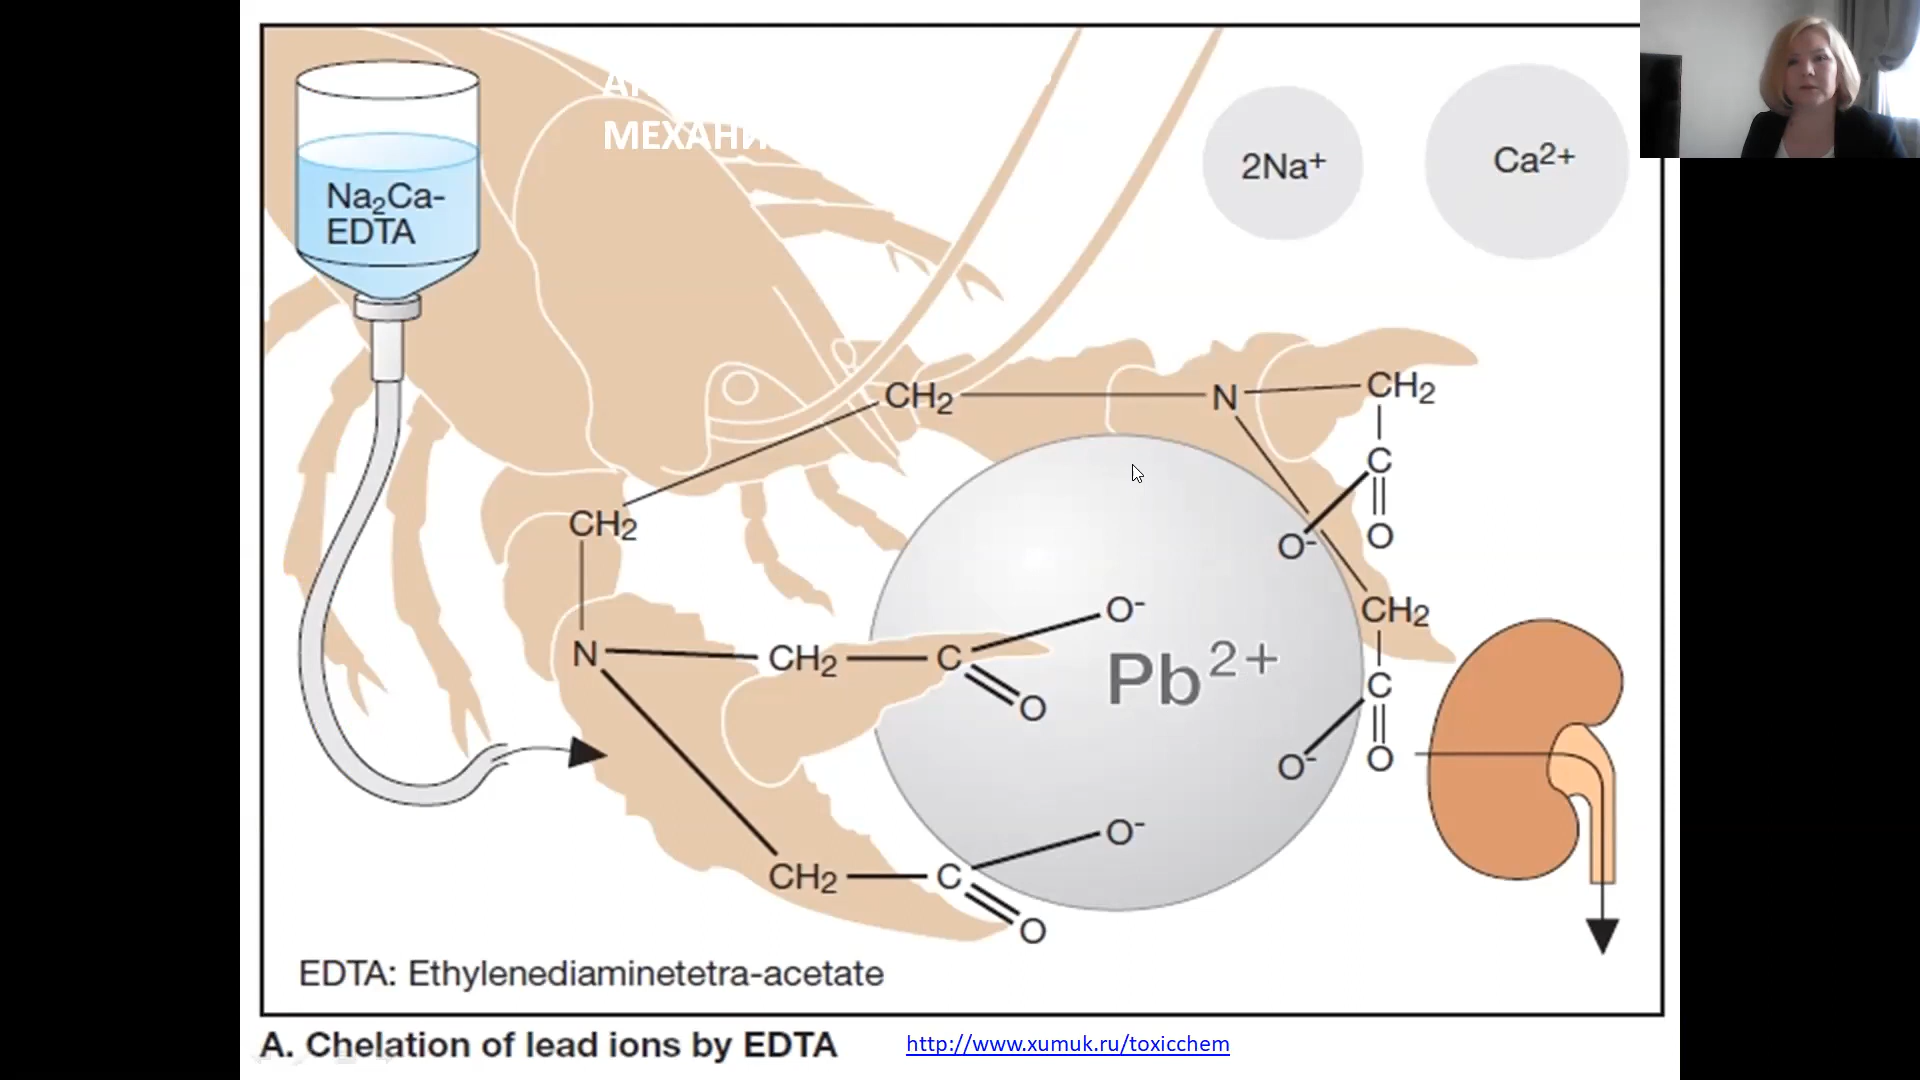 Na₂Ca-
EDTA
2Na⁺
Ca²⁺
CH₂
N
CH₂
C
O⁻
O
CH₂
O⁻
CH₂
N
CH₂
C
O
Pb²⁺
C
O⁻
O
O⁻
CH₂
C
O
EDTA: Ethylenediaminetetra-acetate
A. Chelation of lead ions by EDTA
http://www.xumuk.ru/toxicchem